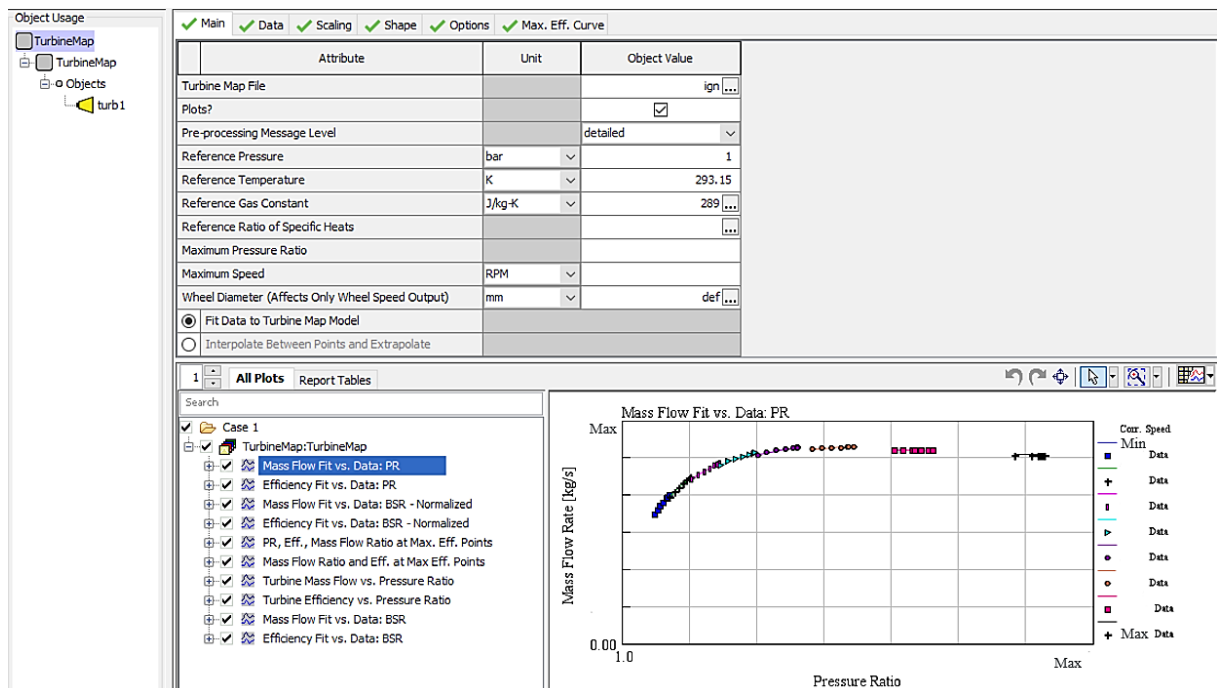 Object Usage
TurbineMap
TurbineMap
Objects
turb1
Main Data Scaling Shape Options Max. Eff. Curve
Attribute Unit Object Value
Turbine Map File ign ...
Plots?
Pre-processing Message Level detailed
Reference Pressure bar 1
Reference Temperature K 293.15
Reference Gas Constant J/kg-K 289 ...
Reference Ratio of Specific Heats ...
Maximum Pressure Ratio
Maximum Speed RPM
Wheel Diameter (Affects Only Wheel Speed Output) mm def ...
Fit Data to Turbine Map Model
Interpolate Between Points and Extrapolate
1 All Plots Report Tables
Search
Case 1
TurbineMap:TurbineMap
Mass Flow Fit vs. Data: PR
Efficiency Fit vs. Data: PR
Mass Flow Fit vs. Data: BSR - Normalized
Efficiency Fit vs. Data: BSR - Normalized
PR, Eff., Mass Flow Ratio at Max. Eff. Points
Mass Flow Ratio and Eff. at Max Eff. Points
Turbine Mass Flow vs. Pressure Ratio
Turbine Efficiency vs. Pressure Ratio
Mass Flow Fit vs. Data: BSR
Efficiency Fit vs. Data: BSR
Mass Flow Fit vs. Data: PR
Max
Mass Flow Rate [kg/s]
0.00
1.0
Max
Pressure Ratio
Corr. Speed
Min
Data
Data
Data
Data
Data
Data
Data
Max Data